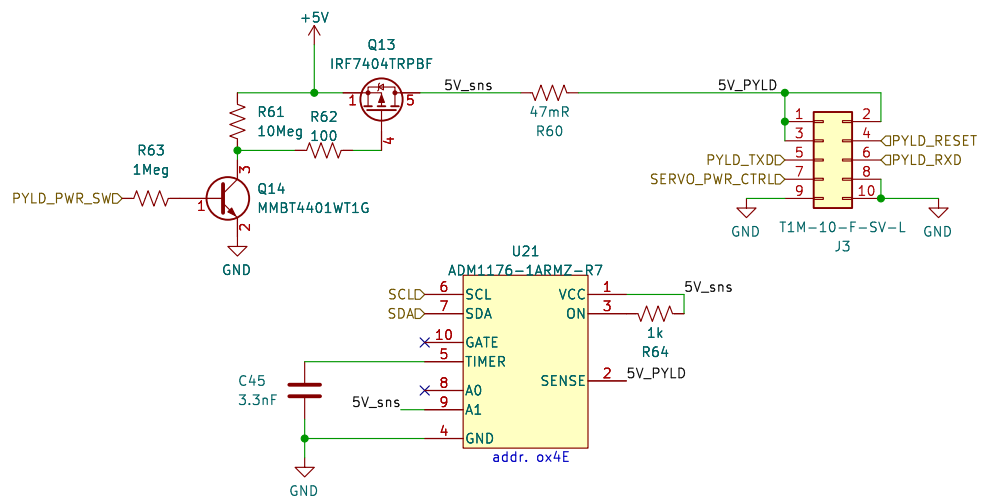 +5V
Q13
IRF7404TRPBF
1
5
4
5V_sns
47mR
R60
5V_PYLD
R61
10Meg
R62
100
R63
1Meg
PYLD_PWR_SW
1
3
2
Q14
MMBT4401WT1G
GND
1
2
3
4
PYLD_RESET
PYLD_TXD
5
6
PYLD_RXD
SERVO_PWR_CTRL
7
8
9
10
GND
GND
T1M-10-F-SV-L
J3
U21
ADM1176-1ARMZ-R7
SCL
6
SCL
VCC
1
5V_sns
SDA
7
SDA
ON
3
1k
R64
10
GATE
5
TIMER
8
A0
SENSE
2
5V_PYLD
C45
3.3nF
5V_sns
9
A1
4
GND
addr. ox4E
GND